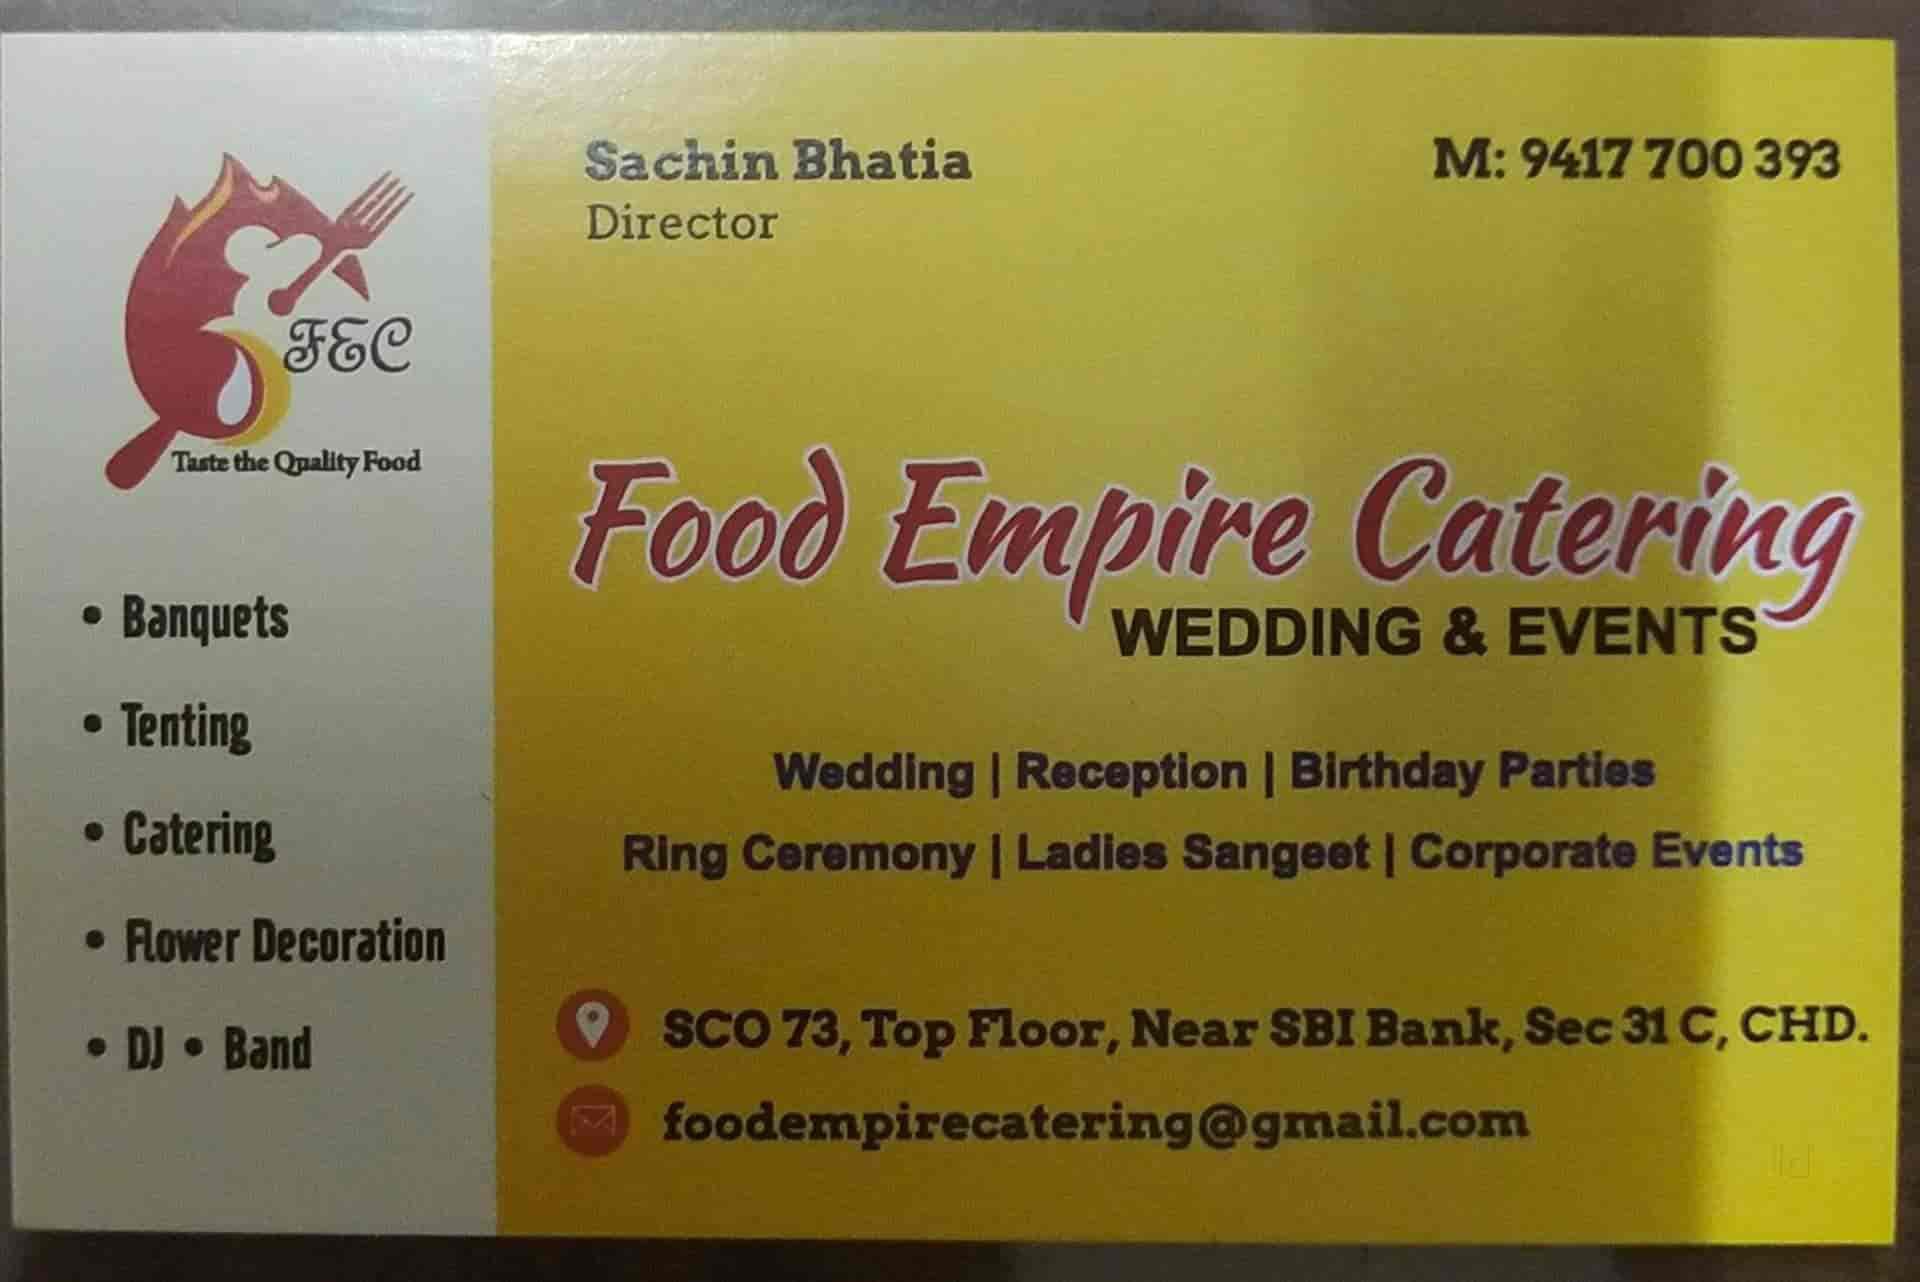 Sachin Bhatia
Director
M: 9417 700 393
FEC
Taste the Quality Food
• Banquets
• Tenting
• Catering
• Flower Decoration
• DJ • Band
Food Empire Catering
WEDDING & EVENTS
Wedding | Reception | Birthday Parties
Ring Ceremony | Ladies Sangeet | Corporate Events
SCO 73, Top Floor, Near SBI Bank, Sec 31 C, CHD.
foodempirecatering@gmail.com